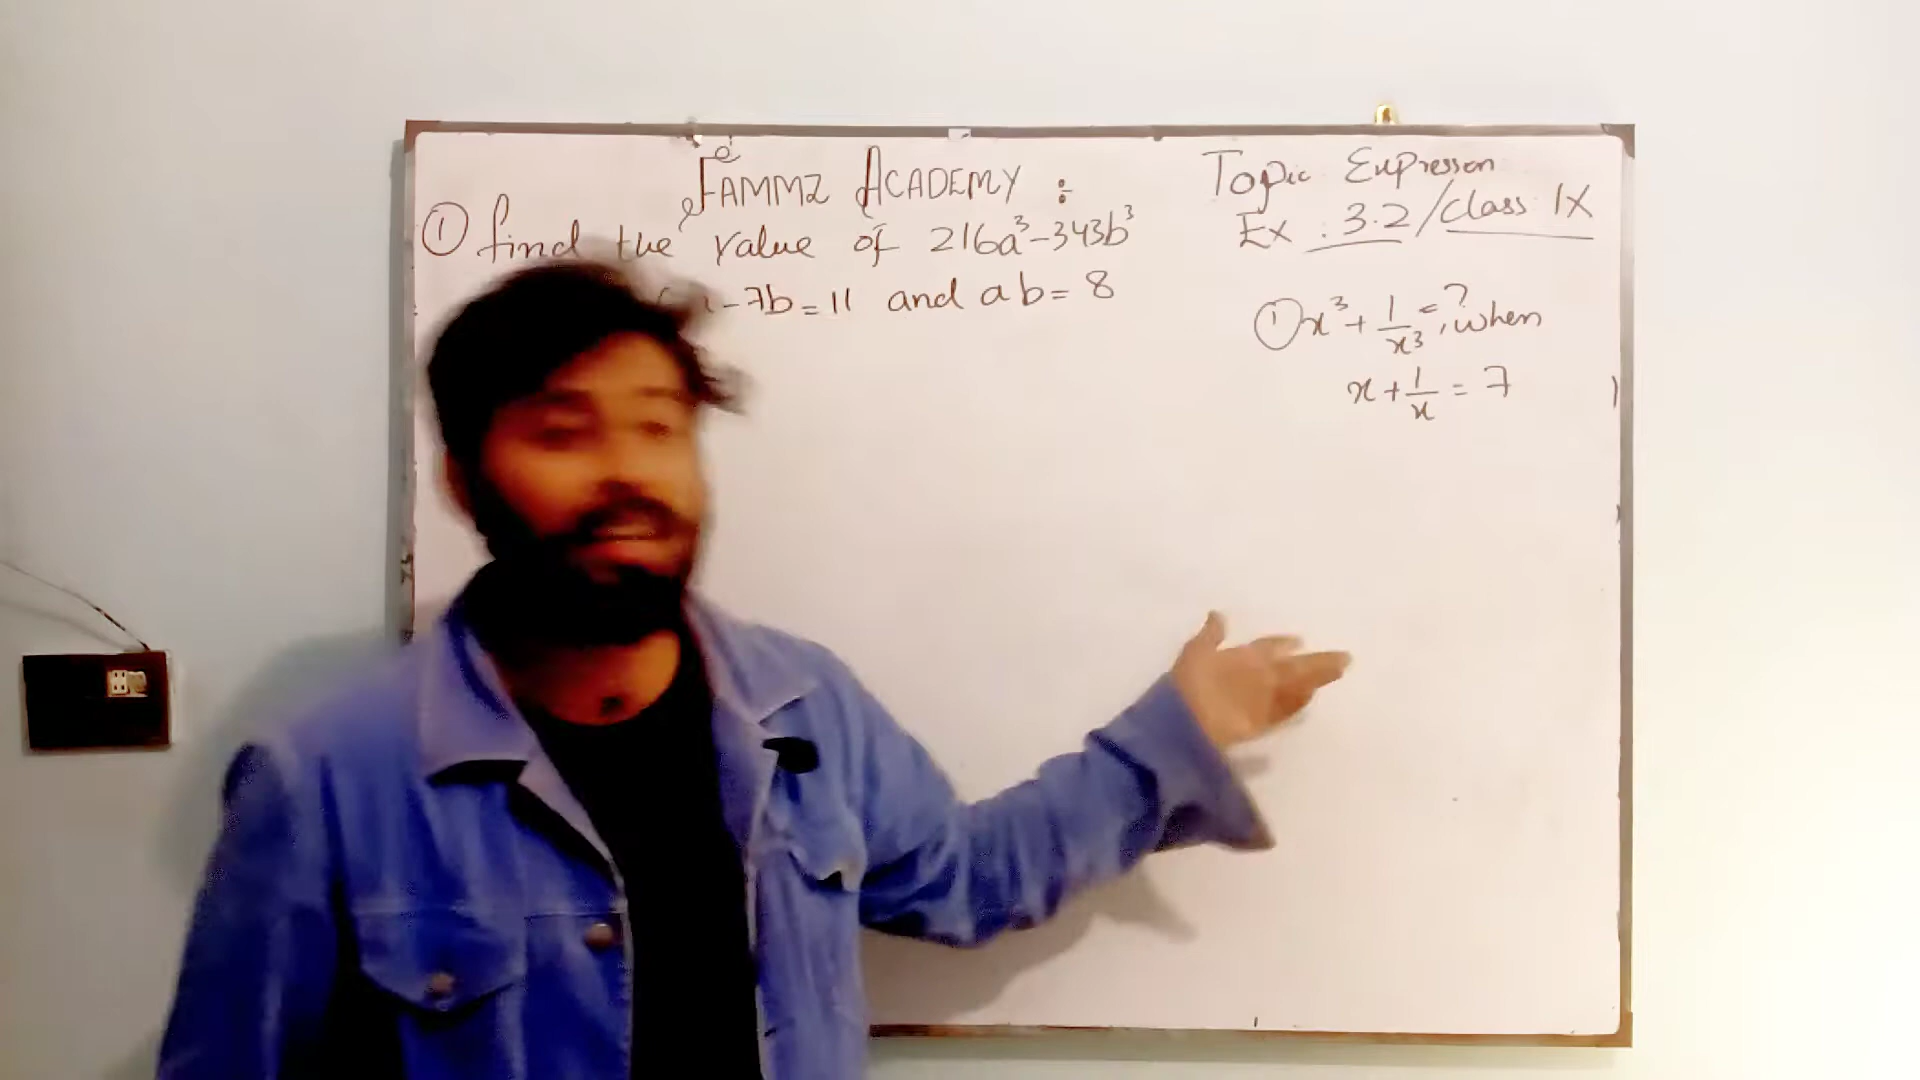 FAMMZ ACADEMY :
Topic Expresson
Ex : 3.2 / class IX
① find the value of 216a³-343b³
-7b = 11 and ab = 8
① x³ + 1/x³ = ?, when
x + 1/x = 7